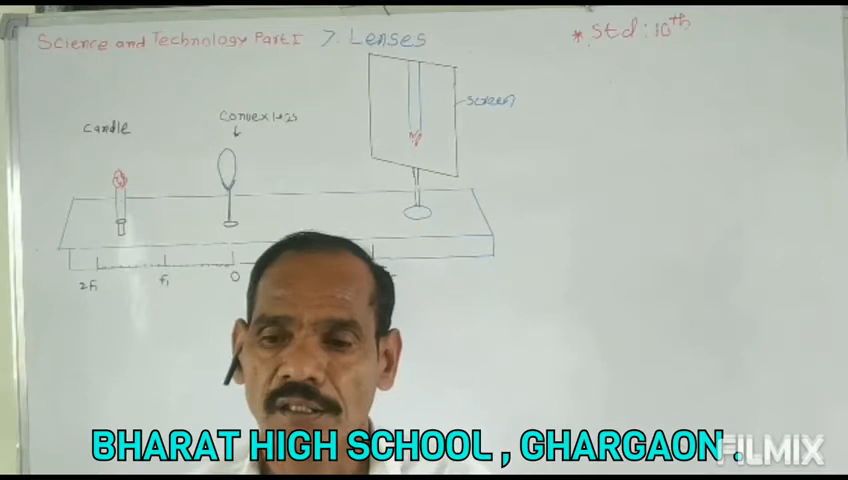 Science and Technology Part I 7. Lenses
* Std : 10th
screen
candle
convex lens
2F1 F1 O
BHARAT HIGH SCHOOL , GHARGAON .
FILMIX